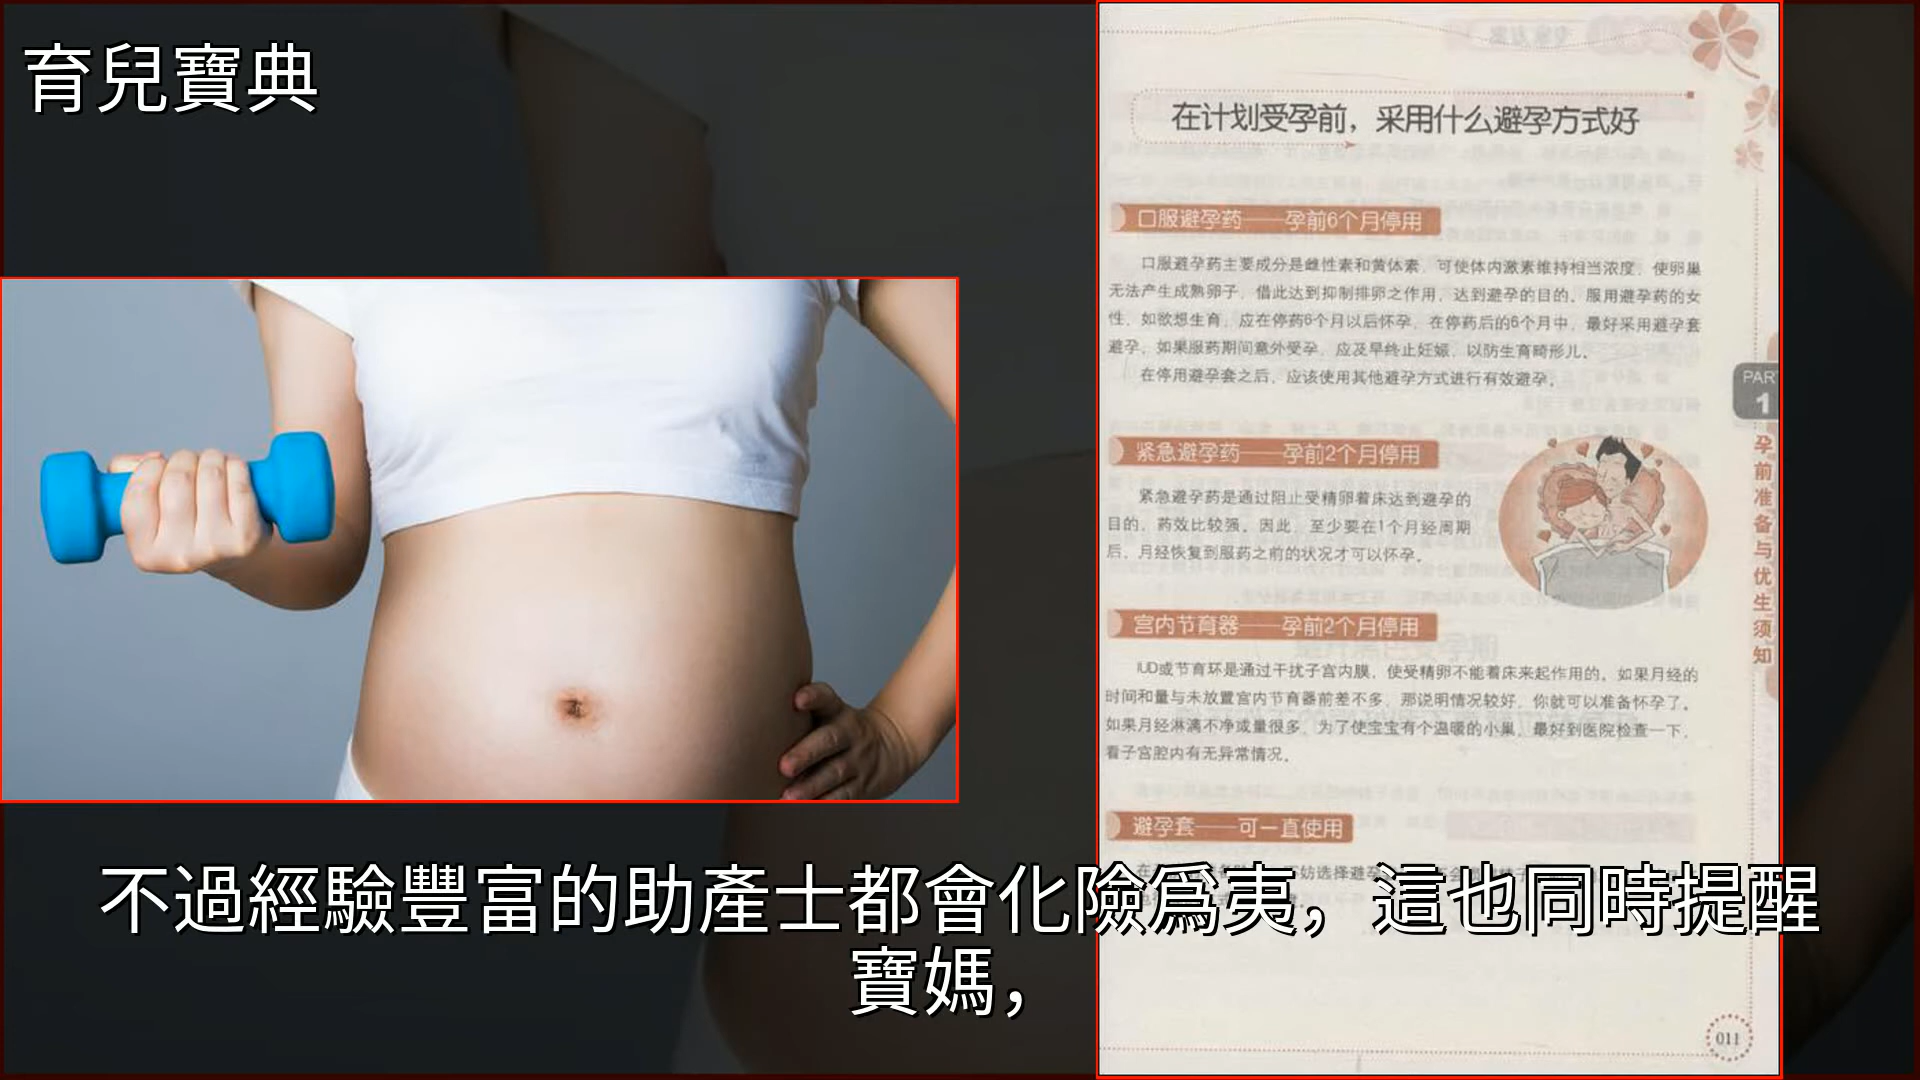 育兒寶典
在计划受孕前，采用什么避孕方式好
口服避孕药——孕前6个月停用
口服避孕药主要成分是雌性素和黄体素，可使体内激素维持相当浓度，使卵巢
无法产生成熟卵子，借此达到抑制排卵之作用，达到避孕的目的。服用避孕药的女
性，如欲想生育，应在停药6个月以后怀孕，在停药后的6个月中，最好采用避孕套
避孕，如果服药期间意外受孕，应及早终止妊娠，以防生育畸形儿。
在停用避孕套之后，应该使用其他避孕方式进行有效避孕。
紧急避孕药——孕前2个月停用
紧急避孕药是通过阻止受精卵着床达到避孕的
目的，药效比较强。因此，至少要在1个月经周期
后，月经恢复到服药之前的状况才可以怀孕。
宫内节育器——孕前2个月停用
IUD或节育环是通过干扰子宫内膜，使受精卵不能着床来起作用的。如果月经的
时间和量与未放置宫内节育器前差不多，那说明情况较好，你就可以准备怀孕了。
如果月经淋漓不净或量很多，为了使宝宝有个温暖的小巢，最好到医院检查一下，
看子宫腔内有无异常情况。
避孕套——可一直使用
PART
1
孕前准备与优生须知
不過經驗豐富的助產士都會化險爲夷，這也同時提醒
寶媽，
011